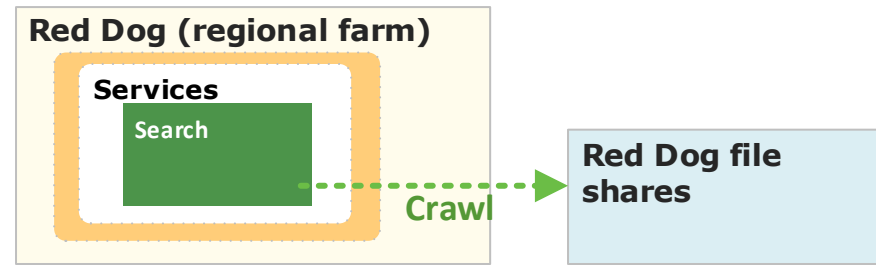 Red Dog (regional farm)
Services
Search
Crawl
Red Dog file
shares